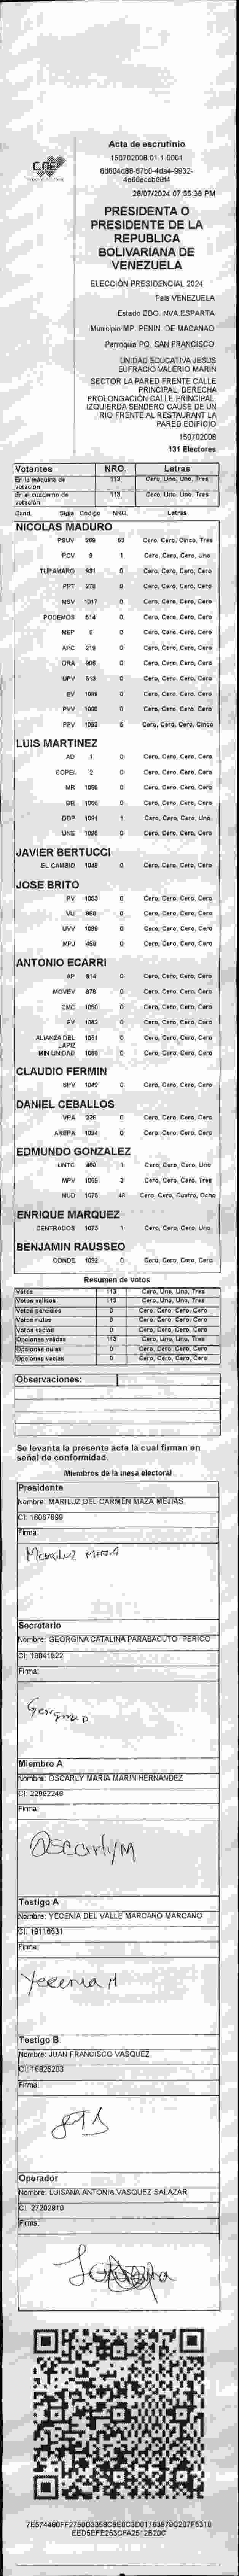 CNE
Acta de escrutinio
150702008.01.1.0001
28/07/2024 07:55:38 PM
PRESIDENTA O
PRESIDENTE DE LA
REPUBLICA
BOLIVARIANA DE
VENEZUELA
ELECCIÓN PRESIDENCIAL 2024
País VENEZUELA
Estado EDO. NVA.ESPARTA
Municipio MP. PENIN. DE MACANAO
Parroquia PQ. SAN FRANCISCO
UNIDAD EDUCATIVA JESUS
EUFRACIO VALERIO MARIN
SECTOR LA PARED FRENTE CALLE
PRINCIPAL. DERECHA
PROLONGACIÓN CALLE PRINCIPAL.
IZQUIERDA SENDERO CAUSE DE UN
RIO FRENTE AL RESTAURANT LA
PARED EDIFICIO
150702008
131 Electores
Votantes NRO. Letras
En la máquina de votación 113 Cero, Uno, Uno, Tres
En el cuaderno de votación 113 Cero, Uno, Uno, Tres
Cand. Sigla Código NRO. Letras
NICOLAS MADURO
PSUV 269 53 Cero, Cero, Cinco, Tres
PCV 9 1 Cero, Cero, Cero, Uno
TUPAMARO 931 0 Cero, Cero, Cero, Cero
PPT 276 0 Cero, Cero, Cero, Cero
MSV 1017 0 Cero, Cero, Cero, Cero
PODEMOS 514 0 Cero, Cero, Cero, Cero
MEP 6 0 Cero, Cero, Cero, Cero
APC 219 0 Cero, Cero, Cero, Cero
ORA 906 0 Cero, Cero, Cero, Cero
UPV 513 0 Cero, Cero, Cero, Cero
EV 1089 0 Cero, Cero, Cero, Cero
PVV 1090 0 Cero, Cero, Cero, Cero
PFV 1093 5 Cero, Cero, Cero, Cinco
LUIS MARTINEZ
AD 1 0 Cero, Cero, Cero, Cero
COPEI 2 0 Cero, Cero, Cero, Cero
MR 1065 0 Cero, Cero, Cero, Cero
BR 1066 0 Cero, Cero, Cero, Cero
DDP 1091 1 Cero, Cero, Cero, Uno
UNE 1095 0 Cero, Cero, Cero, Cero
JAVIER BERTUCCI
EL CAMBIO 1048 0 Cero, Cero, Cero, Cero
JOSE BRITO
PV 1053 0 Cero, Cero, Cero, Cero
VU 968 0 Cero, Cero, Cero, Cero
UVV 1096 0 Cero, Cero, Cero, Cero
MPJ 458 0 Cero, Cero, Cero, Cero
ANTONIO ECARRI
AP 814 0 Cero, Cero, Cero, Cero
MOVEV 878 0 Cero, Cero, Cero, Cero
CMC 1050 0 Cero, Cero, Cero, Cero
FV 1062 0 Cero, Cero, Cero, Cero
ALIANZA DEL LAPIZ 1051 0 Cero, Cero, Cero, Cero
MIN UNIDAD 1068 0 Cero, Cero, Cero, Cero
CLAUDIO FERMIN
SPV 1049 0 Cero, Cero, Cero, Cero
DANIEL CEBALLOS
VPA 236 0 Cero, Cero, Cero, Cero
AREPA 1094 0 Cero, Cero, Cero, Cero
EDMUNDO GONZALEZ
UNTC 460 1 Cero, Cero, Cero, Uno
MPV 1069 3 Cero, Cero, Cero, Tres
MUD 1075 48 Cero, Cero, Cuatro, Ocho
ENRIQUE MARQUEZ
CENTRADOS 1073 1 Cero, Cero, Cero, Uno
BENJAMIN RAUSSEO
CONDE 1092 0 Cero, Cero, Cero, Cero
Resumen de votos
Votos 113 Cero, Uno, Uno, Tres
Votos validos 113 Cero, Uno, Uno, Tres
Votos parciales 0 Cero, Cero, Cero, Cero
Votos nulos 0 Cero, Cero, Cero, Cero
Votos vacios 0 Cero, Cero, Cero, Cero
Opciones validas 113 Cero, Uno, Uno, Tres
Opciones nulas 0 Cero, Cero, Cero, Cero
Opciones vacias 0 Cero, Cero, Cero, Cero
Observaciones:
Se levanta la presente acta la cual firman en
señal de conformidad.
Miembros de la mesa electoral
Presidente
Nombre: MARILUZ DEL CARMEN MAZA MEJIAS
CI: 16067899
Firma:
Mariluz MAZA
Secretario
Nombre: GEORGINA CATALINA PARABACUTO PERICO
CI: 19841522
Firma:
Georgina P
Miembro A
Nombre: OSCARLY MARIA MARIN HERNANDEZ
CI: 22992249
Firma:
OscarlyM
Testigo A
Nombre: YECENIA DEL VALLE MARCANO MARCANO
CI: 19116531
Firma:
Yecenia M
Testigo B
Nombre: JUAN FRANCISCO VASQUEZ
CI: 16826203
Firma:
Operador
Nombre: LUISANA ANTONIA VASQUEZ SALAZAR
CI: 27202910
Firma: